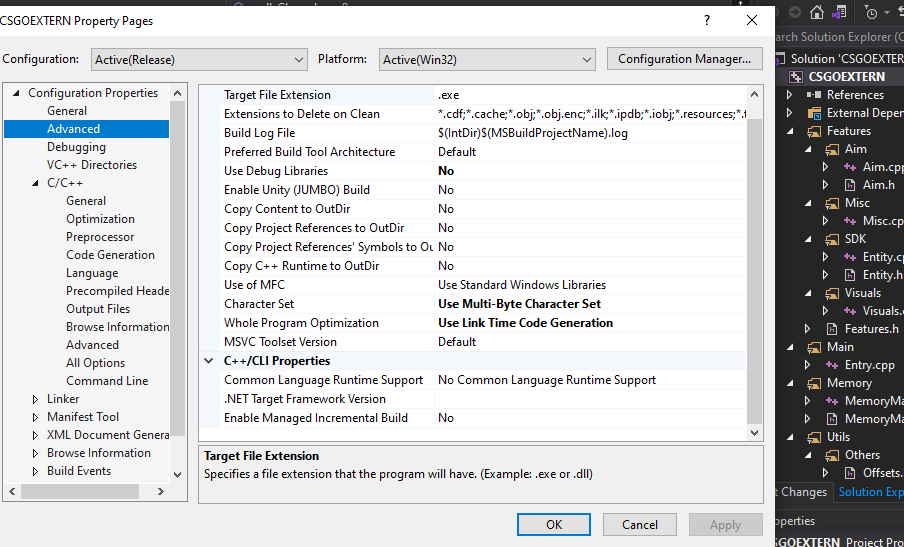 CSGOEXTERN Property Pages
?
Configuration:
Active(Release)
Platform:
Active(Win32)
Configuration Manager...
Configuration Properties
General
Advanced
Debugging
VC++ Directories
C/C++
General
Optimization
Preprocessor
Code Generation
Language
Precompiled Heade
Output Files
Browse Information
Advanced
All Options
Command Line
Linker
Manifest Tool
XML Document Genera
Browse Information
Build Events
Target File Extension .exe
Extensions to Delete on Clean *.cdf;*.cache;*.obj;*.obj.enc;*.ilk;*.ipdb;*.iobj;*.resources;*.t
Build Log File $(IntDir)$(MSBuildProjectName).log
Preferred Build Tool Architecture Default
Use Debug Libraries No
Enable Unity (JUMBO) Build No
Copy Content to OutDir No
Copy Project References to OutDir No
Copy Project References' Symbols to Ou No
Copy C++ Runtime to OutDir No
Use of MFC Use Standard Windows Libraries
Character Set Use Multi-Byte Character Set
Whole Program Optimization Use Link Time Code Generation
MSVC Toolset Version Default
C++/CLI Properties
Common Language Runtime Support No Common Language Runtime Support
.NET Target Framework Version
Enable Managed Incremental Build No
Target File Extension
Specifies a file extension that the program will have. (Example: .exe or .dll)
OK
Cancel
Apply
arch Solution Explorer (C
Solution 'CSGOEXTER
CSGOEXTERN
References
External Depe
Features
Aim
Aim.cp
Aim.h
Misc
Misc.cp
SDK
Entity.c
Entity.h
Visuals
Visuals.
Features.h
Main
Entry.cpp
Memory
MemoryMa
MemoryMa
Utils
Others
Offsets.
t Changes
Solution Exp
operties
CSGOEXTERN Project Pro